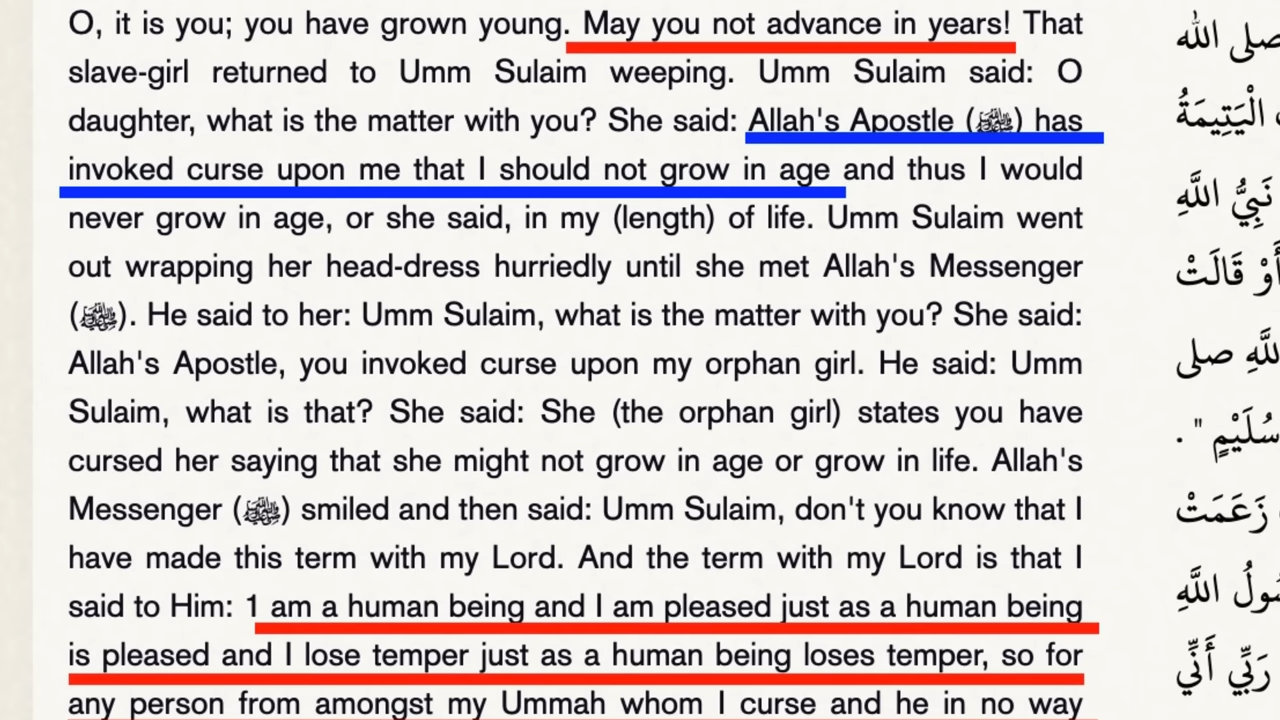 O, it is you; you have grown young. May you not advance in years! That
slave-girl returned to Umm Sulaim weeping. Umm Sulaim said: O
daughter, what is the matter with you? She said: Allah's Apostle (ﷺ) has
invoked curse upon me that I should not grow in age and thus I would
never grow in age, or she said, in my (length) of life. Umm Sulaim went
out wrapping her head-dress hurriedly until she met Allah's Messenger
(ﷺ). He said to her: Umm Sulaim, what is the matter with you? She said:
Allah's Apostle, you invoked curse upon my orphan girl. He said: Umm
Sulaim, what is that? She said: She (the orphan girl) states you have
cursed her saying that she might not grow in age or grow in life. Allah's
Messenger (ﷺ) smiled and then said: Umm Sulaim, don't you know that I
have made this term with my Lord. And the term with my Lord is that I
said to Him: 1 am a human being and I am pleased just as a human being
is pleased and I lose temper just as a human being loses temper, so for
any person from amongst my Ummah whom I curse and he in no way
صلى الله
الْيَتِيمَةُ
نَبِيُّ اللَّهِ
أَوْ قَالَتْ
اللَّهِ صلى
سُلَيْمٍ " .
زَعَمَتْ
رَسُولُ اللَّهِ
رَبِّي أَنِّي